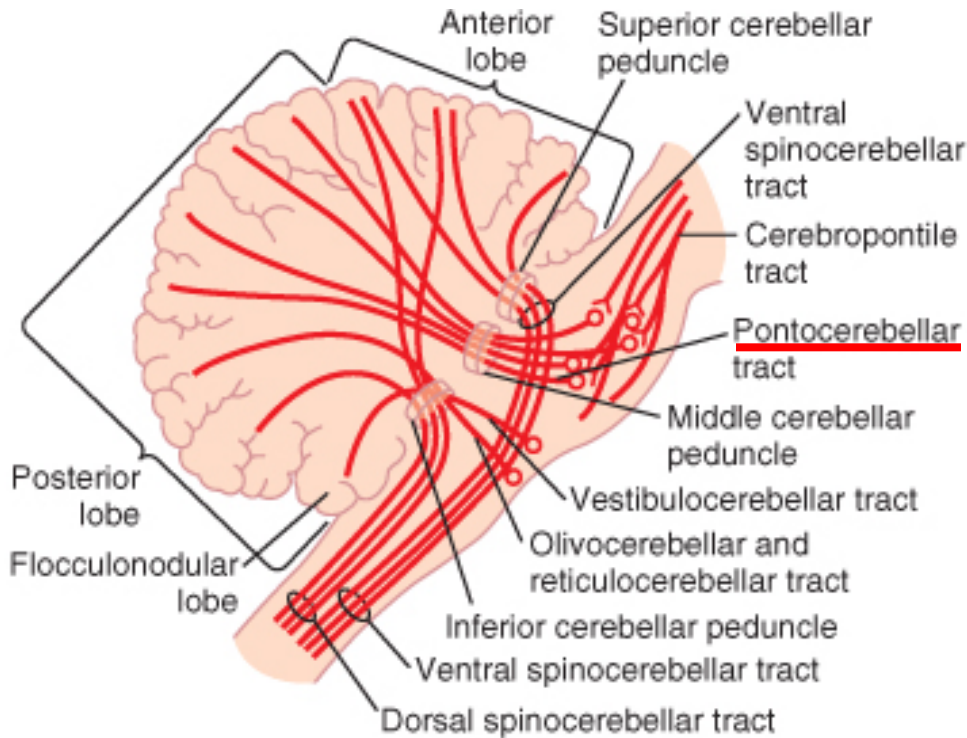 Anterior
lobe
Superior cerebellar
peduncle
Ventral
spinocerebellar
tract
Cerebropontile
tract
Pontocerebellar
tract
Middle cerebellar
peduncle
Vestibulocerebellar tract
Olivocerebellar and
reticulocerebellar tract
Inferior cerebellar peduncle
Ventral spinocerebellar tract
Dorsal spinocerebellar tract
Posterior
lobe
Flocculonodular
lobe